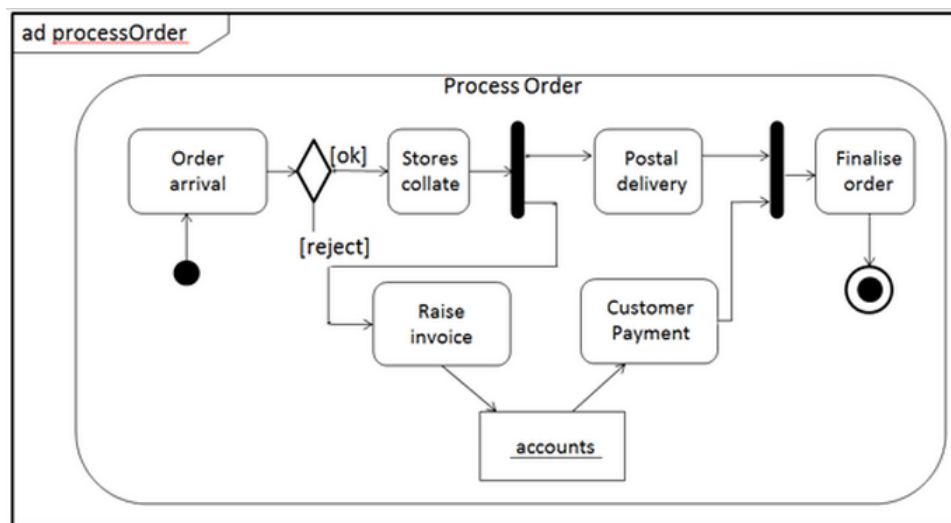 ad processOrder
Process Order
Order
arrival
[ok]
Stores
collate
Postal
delivery
Finalise
order
[reject]
Raise
invoice
Customer
Payment
accounts